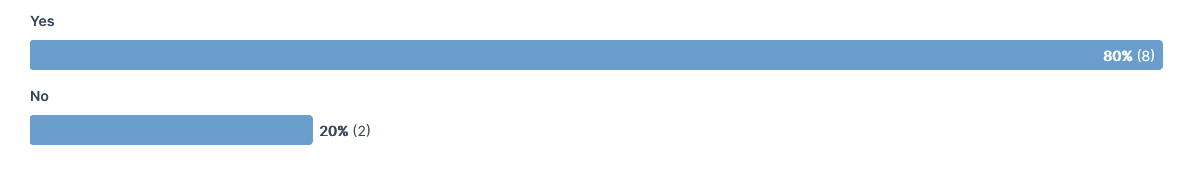 Yes
80% (8)
No
20% (2)